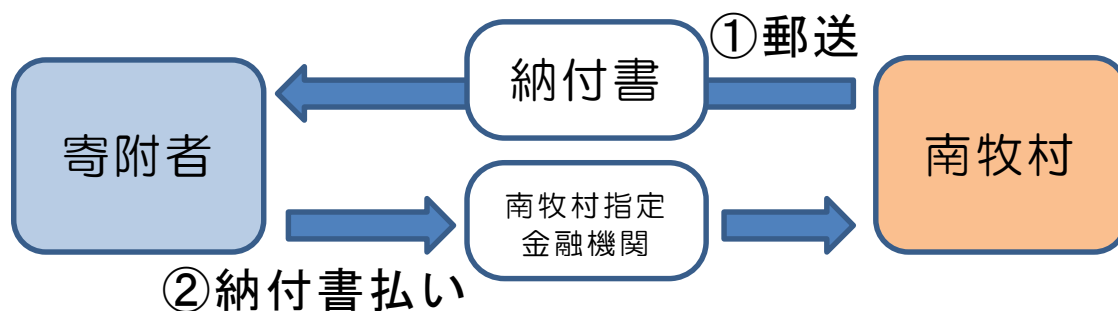 ①郵送
納付書
寄附者
南牧村
南牧村指定
金融機関
②納付書払い